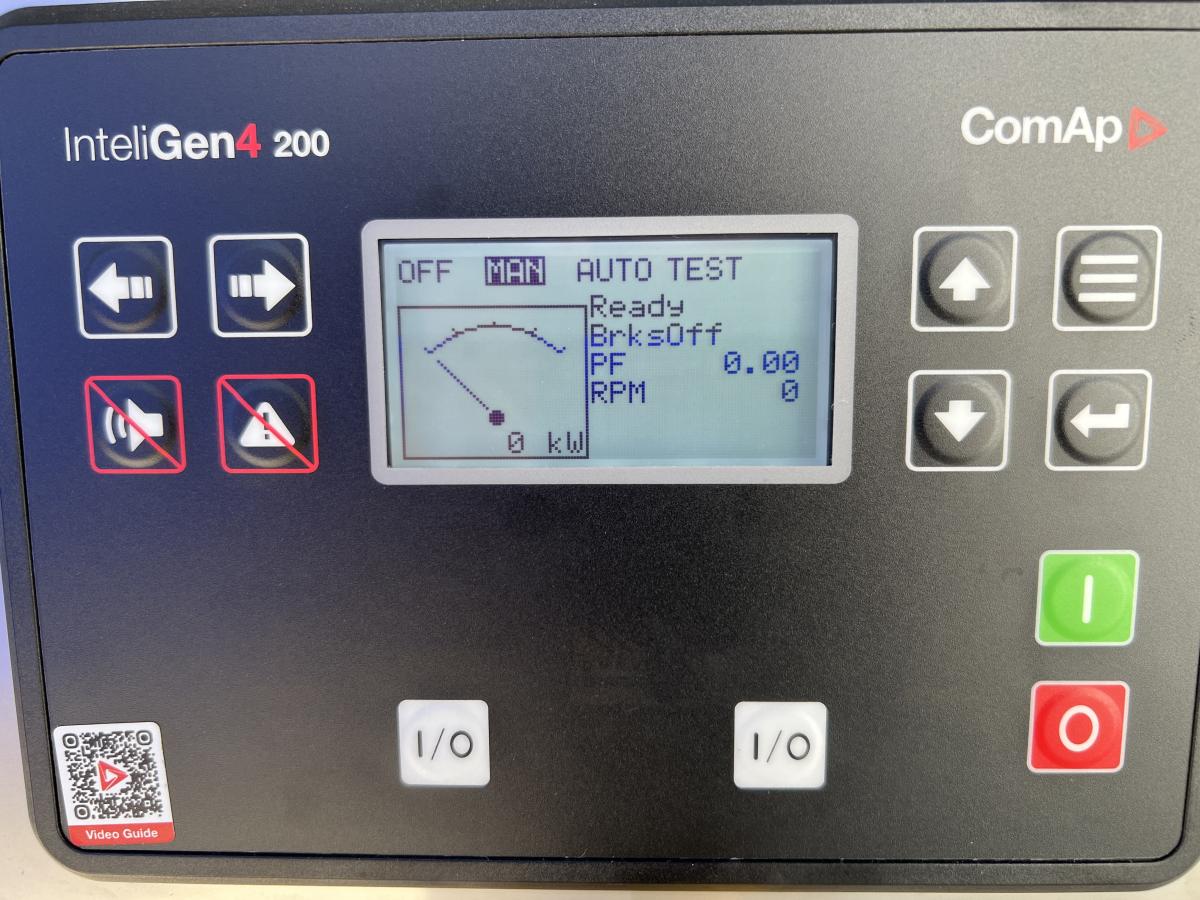 InteliGen4 200
ComAp
OFF MAN AUTO TEST
Ready
BrksOff
PF 0.00
RPM 0
0 kW
I
O
I/O
I/O
Video Guide